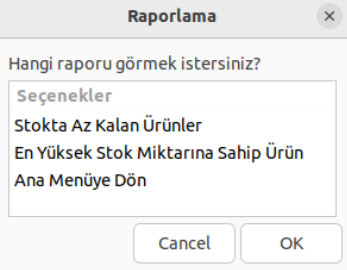 Raporlama
Hangi raporu görmek istersiniz?
Seçenekler
Stokta Az Kalan Ürünler
En Yüksek Stok Miktarına Sahip Ürün
Ana Menüye Dön
Cancel
OK